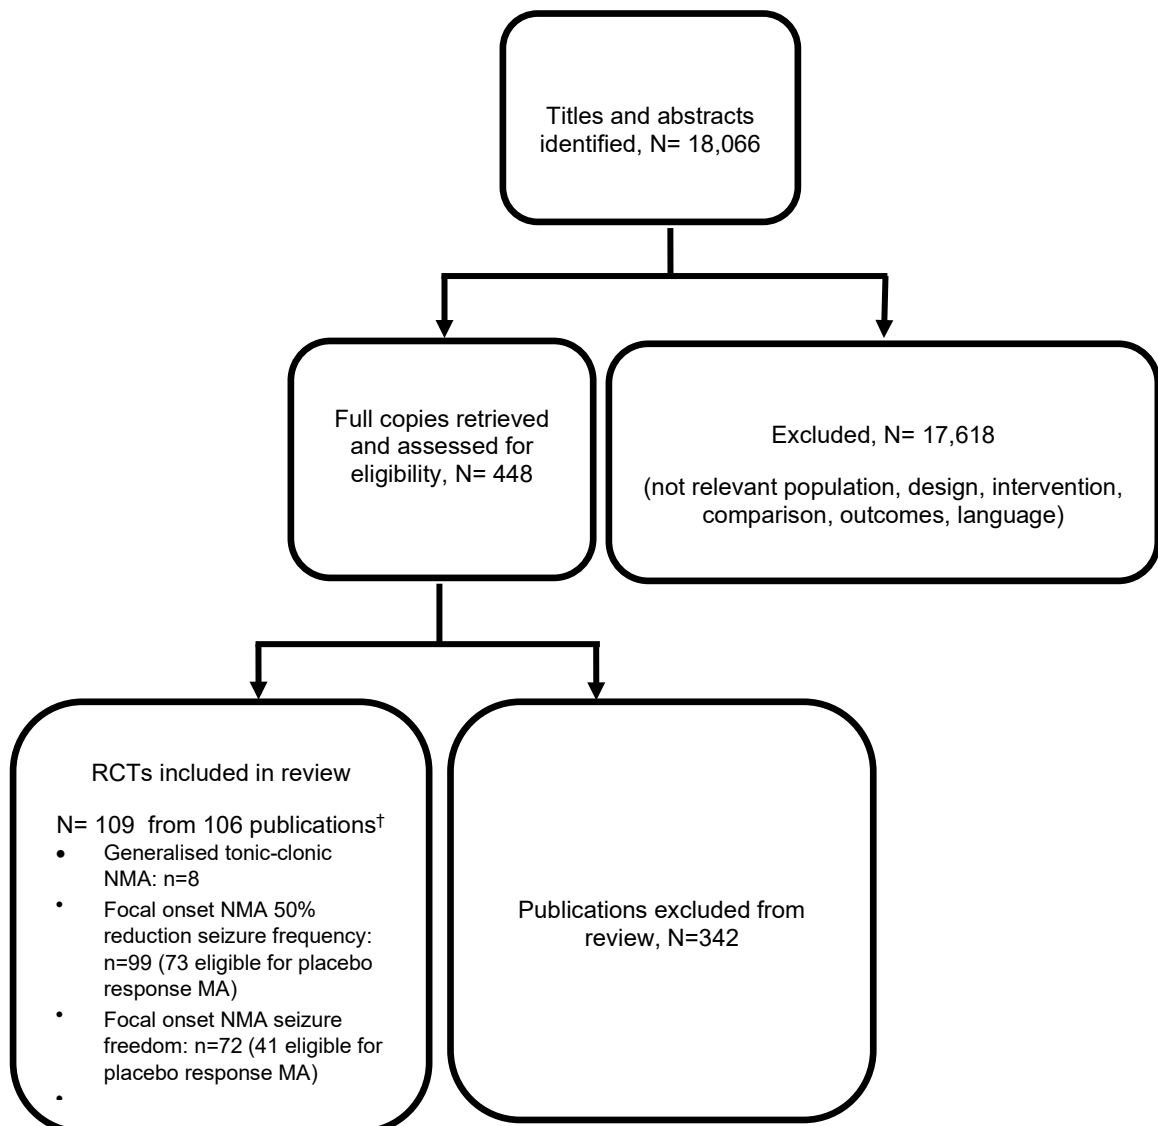 Titles and abstracts
identified, N= 18,066
Full copies retrieved
and assessed for
eligibility, N= 448
Excluded, N= 17,618
(not relevant population, design, intervention,
comparison, outcomes, language)
RCTs included in review
N= 109  from 106 publications†
• Generalised tonic-clonic
NMA: n=8
• Focal onset NMA 50%
reduction seizure frequency:
n=99 (73 eligible for placebo
response MA)
• Focal onset NMA seizure
freedom: n=72 (41 eligible for
placebo response MA)
•
Publications excluded from
review, N=342